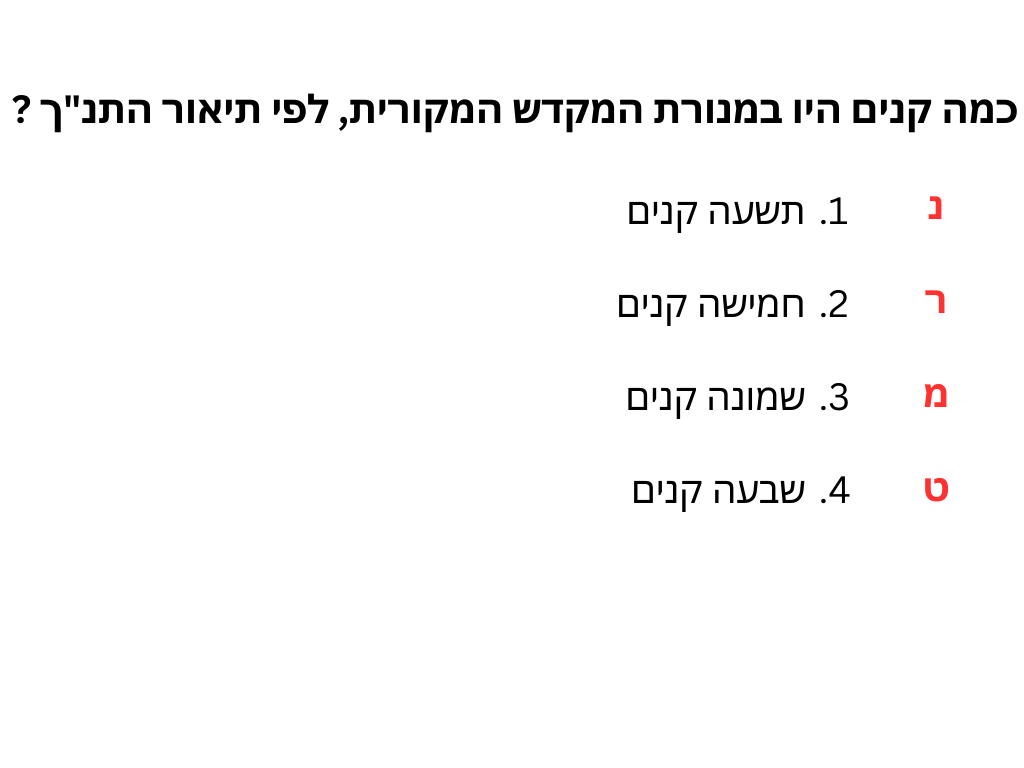 כמה קנים היו במנורת המקדש המקורית, לפי תיאור התנ"ך ?
נ 1. תשעה קנים
ר 2. חמישה קנים
מ 3. שמונה קנים
ט 4. שבעה קנים